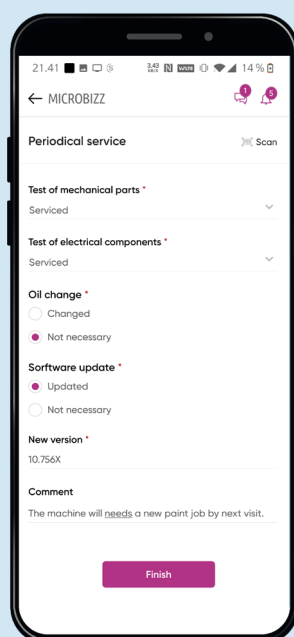 21.41 3,43 KB/S VoLTE 14 %
← MICROBIZZ 1 5
Periodical service Scan
Test of mechanical parts *
Serviced
Test of electrical components *
Serviced
Oil change *
Changed
Not necessary
Sorftware update *
Updated
Not necessary
New version *
10.756X
Comment
The machine will needs a new paint job by next visit.
Finish